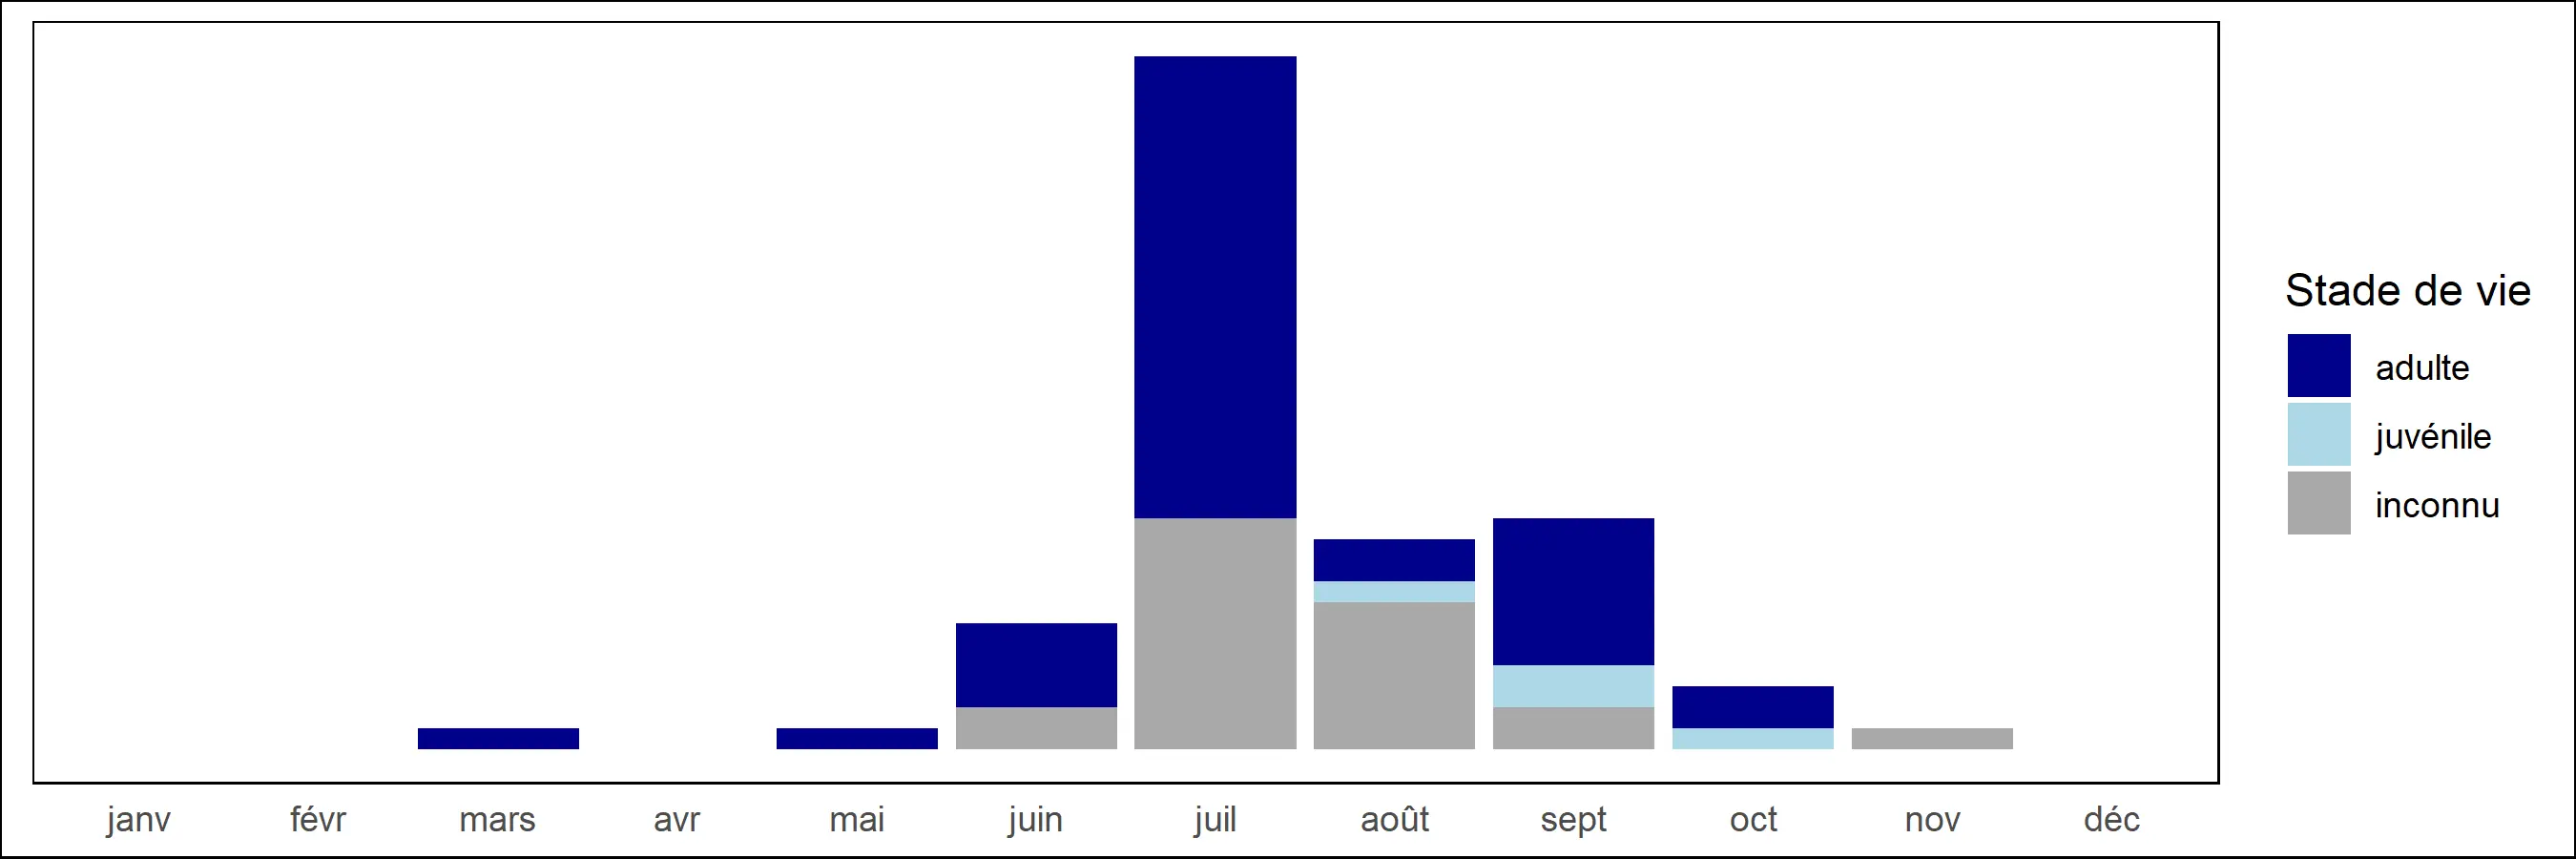 Stade de vie
adulte
juvénile
inconnu
janv févr mars avr mai juin juil août sept oct nov déc